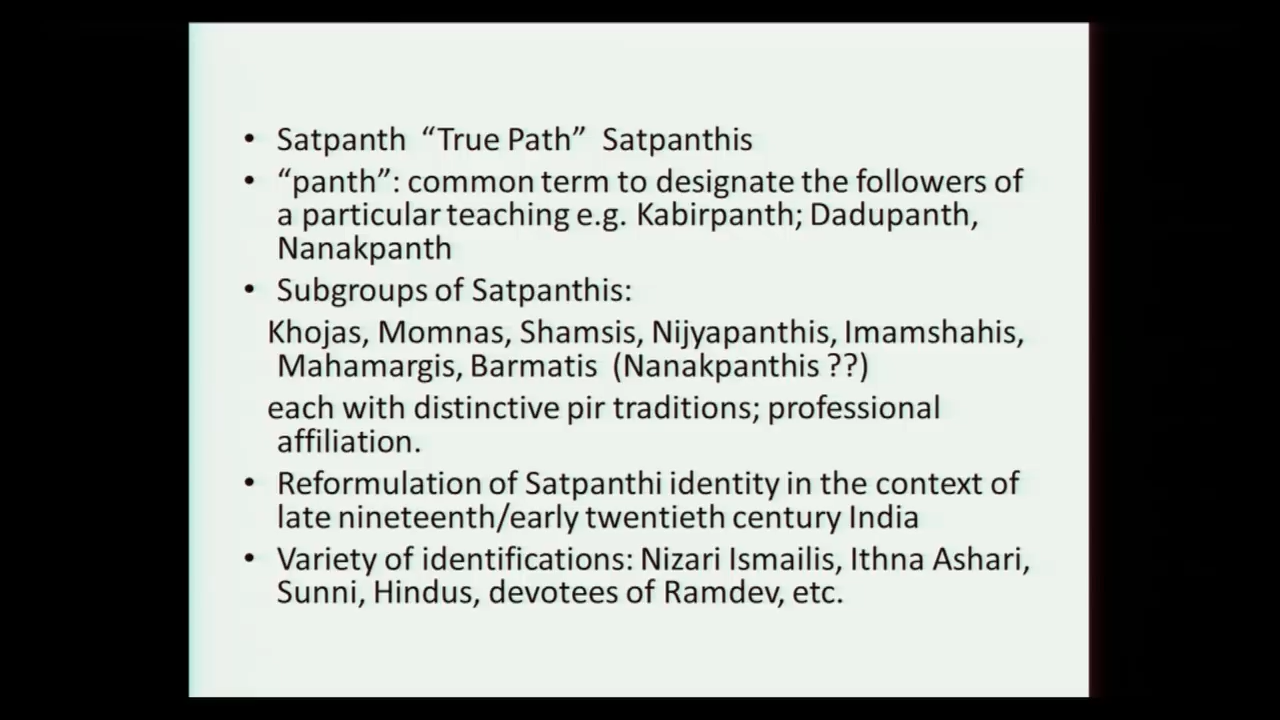 • Satpanth “True Path” Satpanthis
• “panth”: common term to designate the followers of
a particular teaching e.g. Kabirpanth; Dadupanth,
Nanakpanth
• Subgroups of Satpanthis:
Khojas, Momnas, Shamsis, Nijyapanthis, Imamshahis,
Mahamargis, Barmatis (Nanakpanthis ??)
each with distinctive pir traditions; professional
affiliation.
• Reformulation of Satpanthi identity in the context of
late nineteenth/early twentieth century India
• Variety of identifications: Nizari Ismailis, Ithna Ashari,
Sunni, Hindus, devotees of Ramdev, etc.